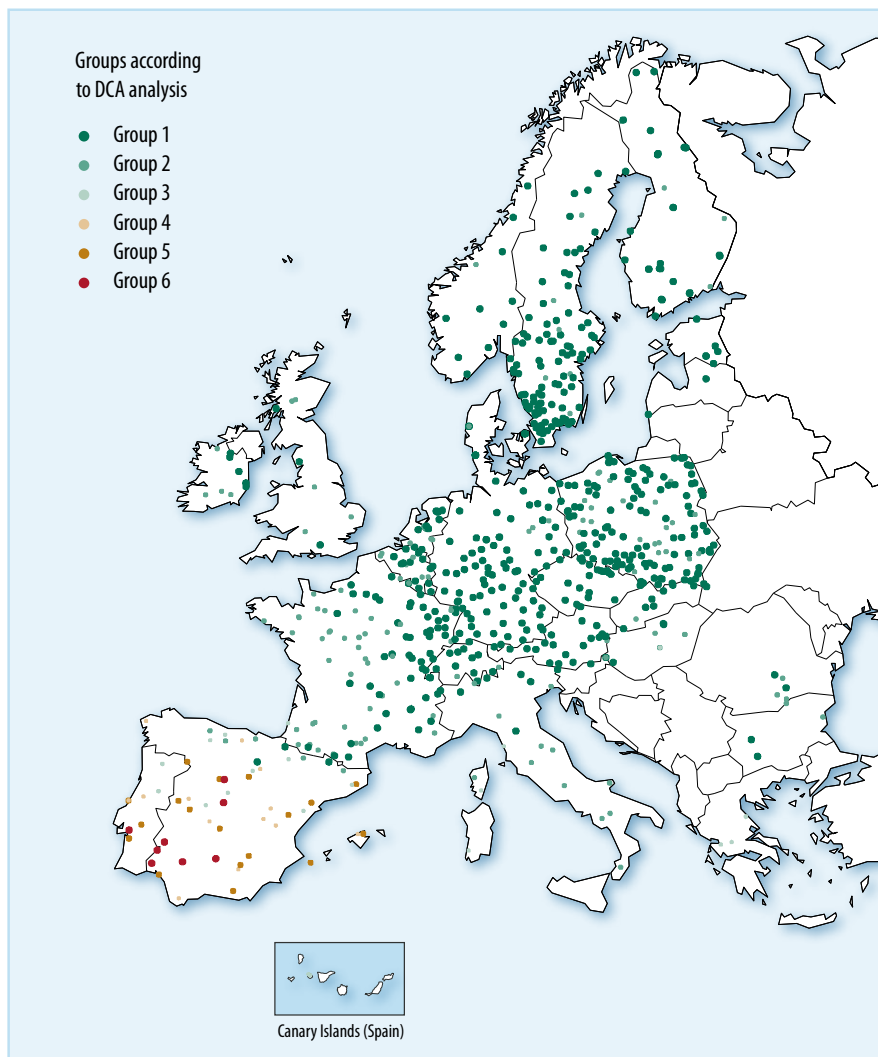 Groups according
to DCA analysis
Group 1
Group 2
Group 3
Group 4
Group 5
Group 6
Canary Islands (Spain)